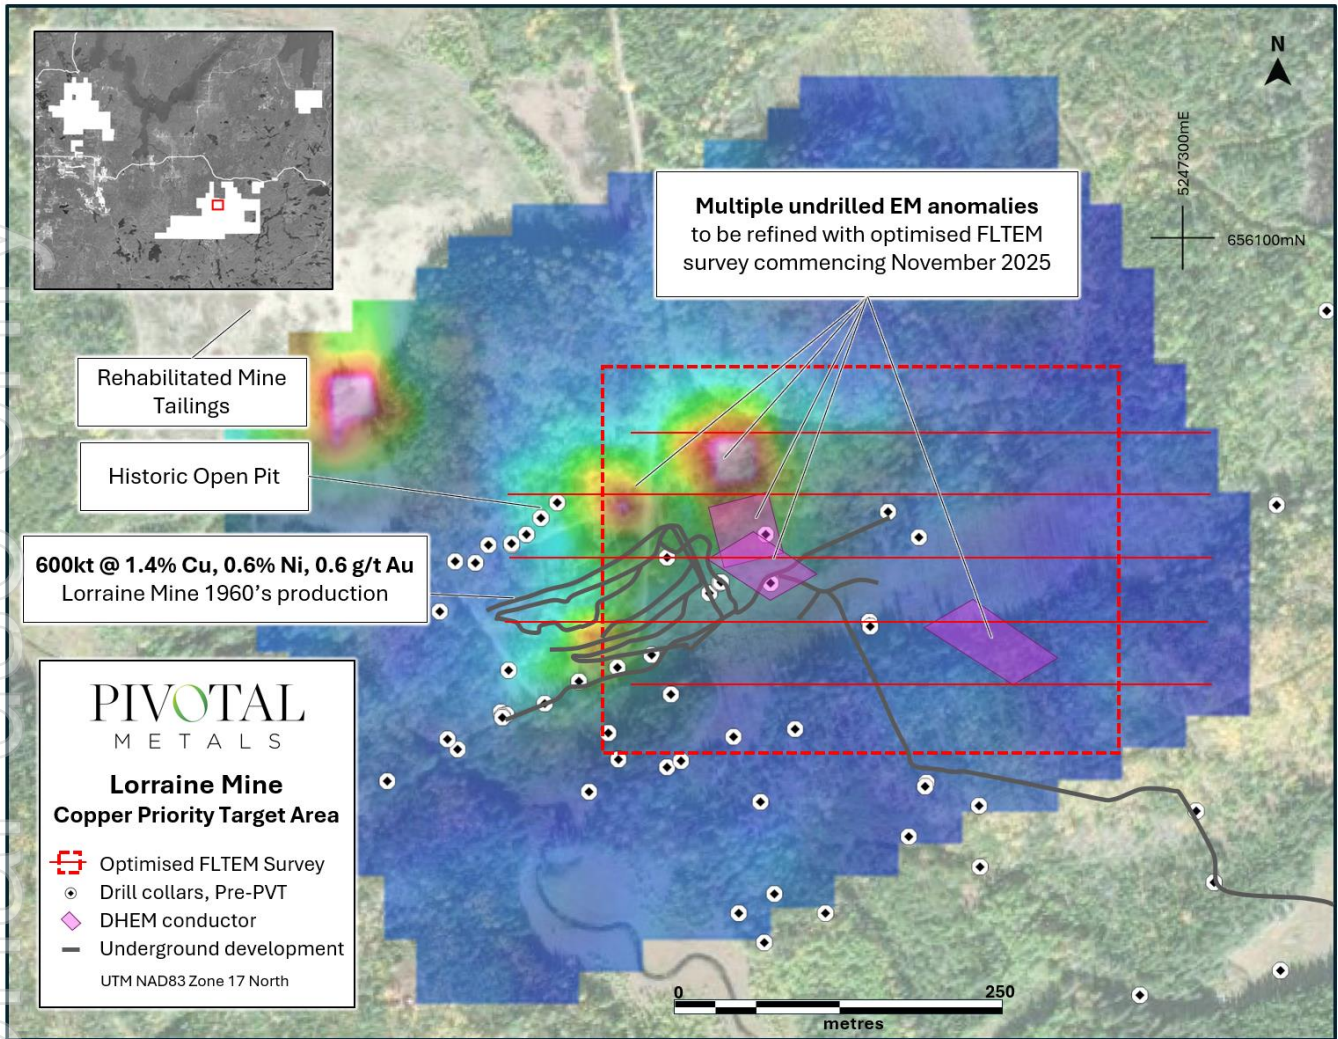 N
5247300mE
656100mN
Multiple undrilled EM anomalies
to be refined with optimised FLTEM
survey commencing November 2025
Rehabilitated Mine
Tailings
Historic Open Pit
600kt @ 1.4% Cu, 0.6% Ni, 0.6 g/t Au
Lorraine Mine 1960's production
PIVOTAL
METALS
Lorraine Mine
Copper Priority Target Area
Optimised FLTEM Survey
Drill collars, Pre-PVT
DHEM conductor
Underground development
UTM NAD83 Zone 17 North
0 250
metres